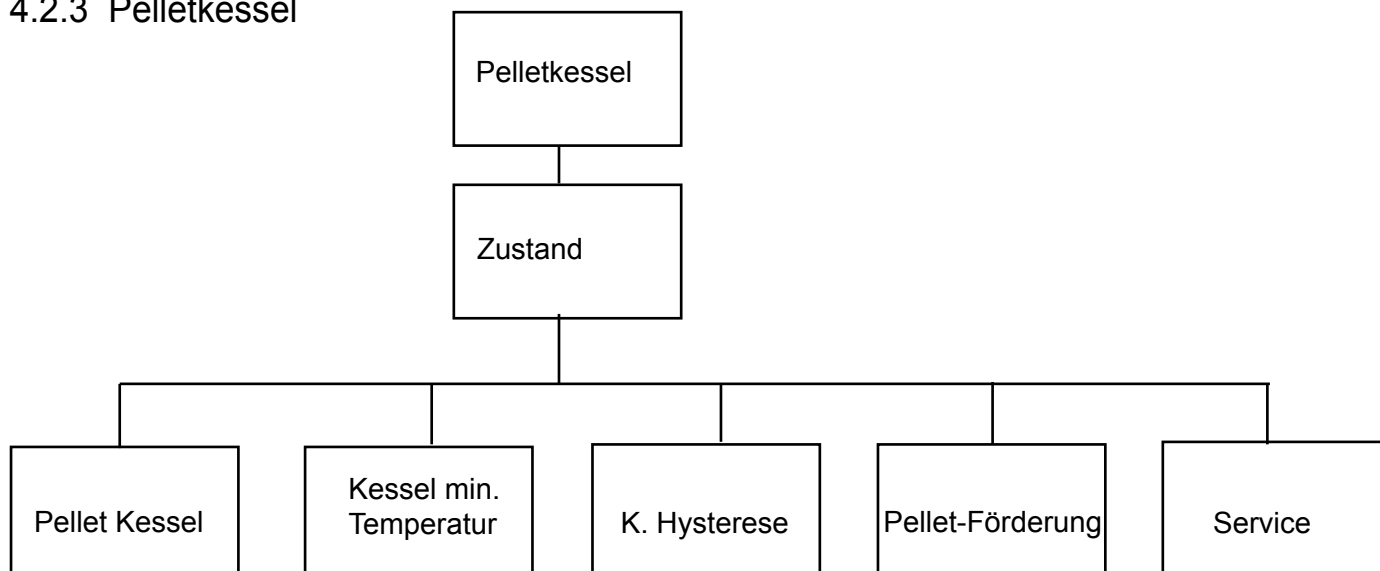 4.2.3 Pelletkessel
Pelletkessel
Zustand
Pellet Kessel
Kessel min.
Temperatur
K. Hysterese
Pellet-Förderung
Service